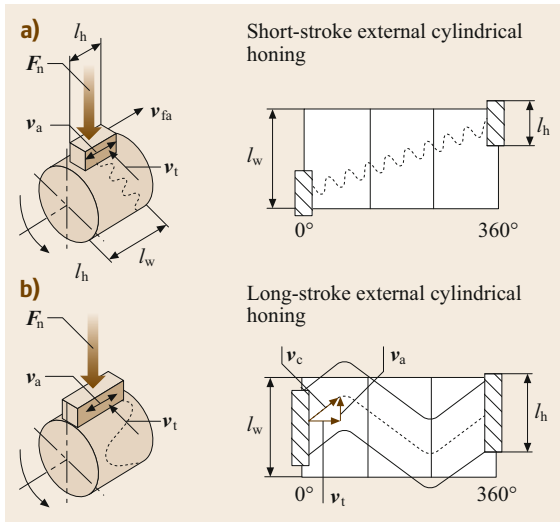 a)
l_h
F_n
v_a
v_fa
v_t
l_w
l_h
Short-stroke external cylindrical
honing
l_w
l_h
0° 360°
b)
F_n
v_a
v_t
Long-stroke external cylindrical
honing
v_c v_a
l_w
l_h
0° v_t 360°